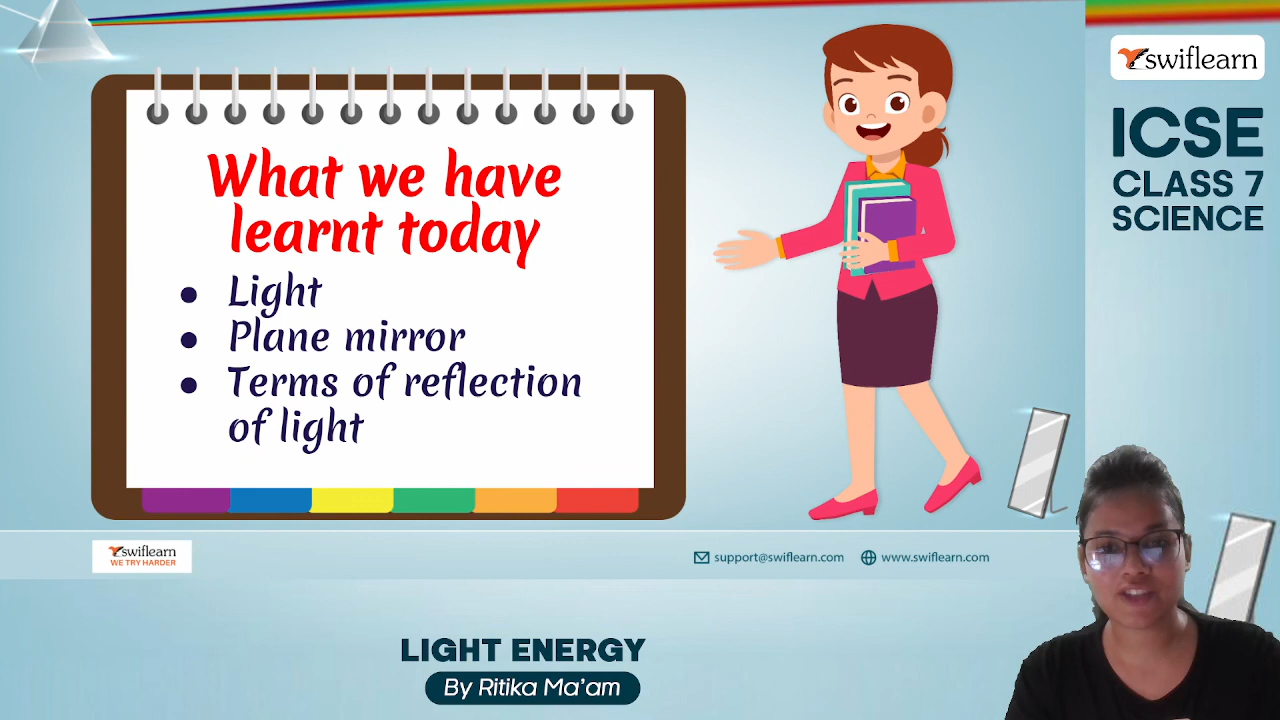 What we have
learnt today
● Light
● Plane mirror
● Terms of reflection
of light
swiflearn
WE TRY HARDER
support@swiflearn.com
www.swiflearn.com
LIGHT ENERGY
By Ritika Ma'am
swiflearn
ICSE
CLASS 7
SCIENCE